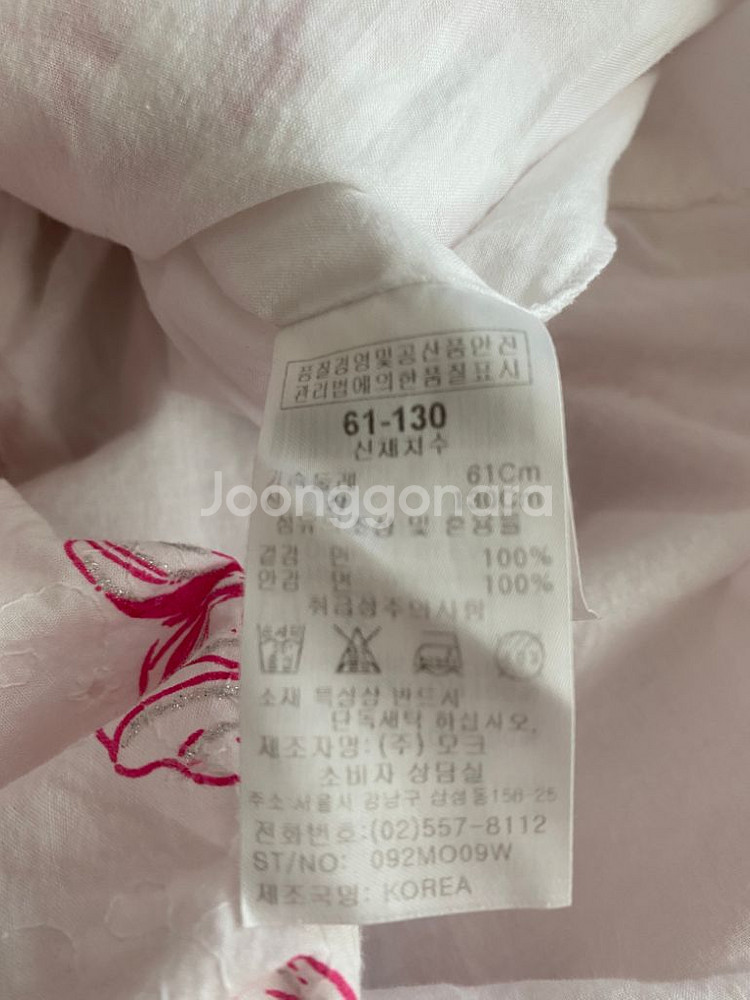 품질경영및공산품안전
관리법에의한품질표시
61-130
신체치수
61Cm
Joonggonara
및 혼용률
겉감 면 100%
안감 면 100%
취급상주의사항
소재 특성상 반드시
단독세탁 하십시오.
제조자명: (주) 모크
소비자 상담실
주소 서울시 강남구 삼성동156-25
전화번호:(02)557-8112
ST/NO: 092MO09W
제조국명: KOREA